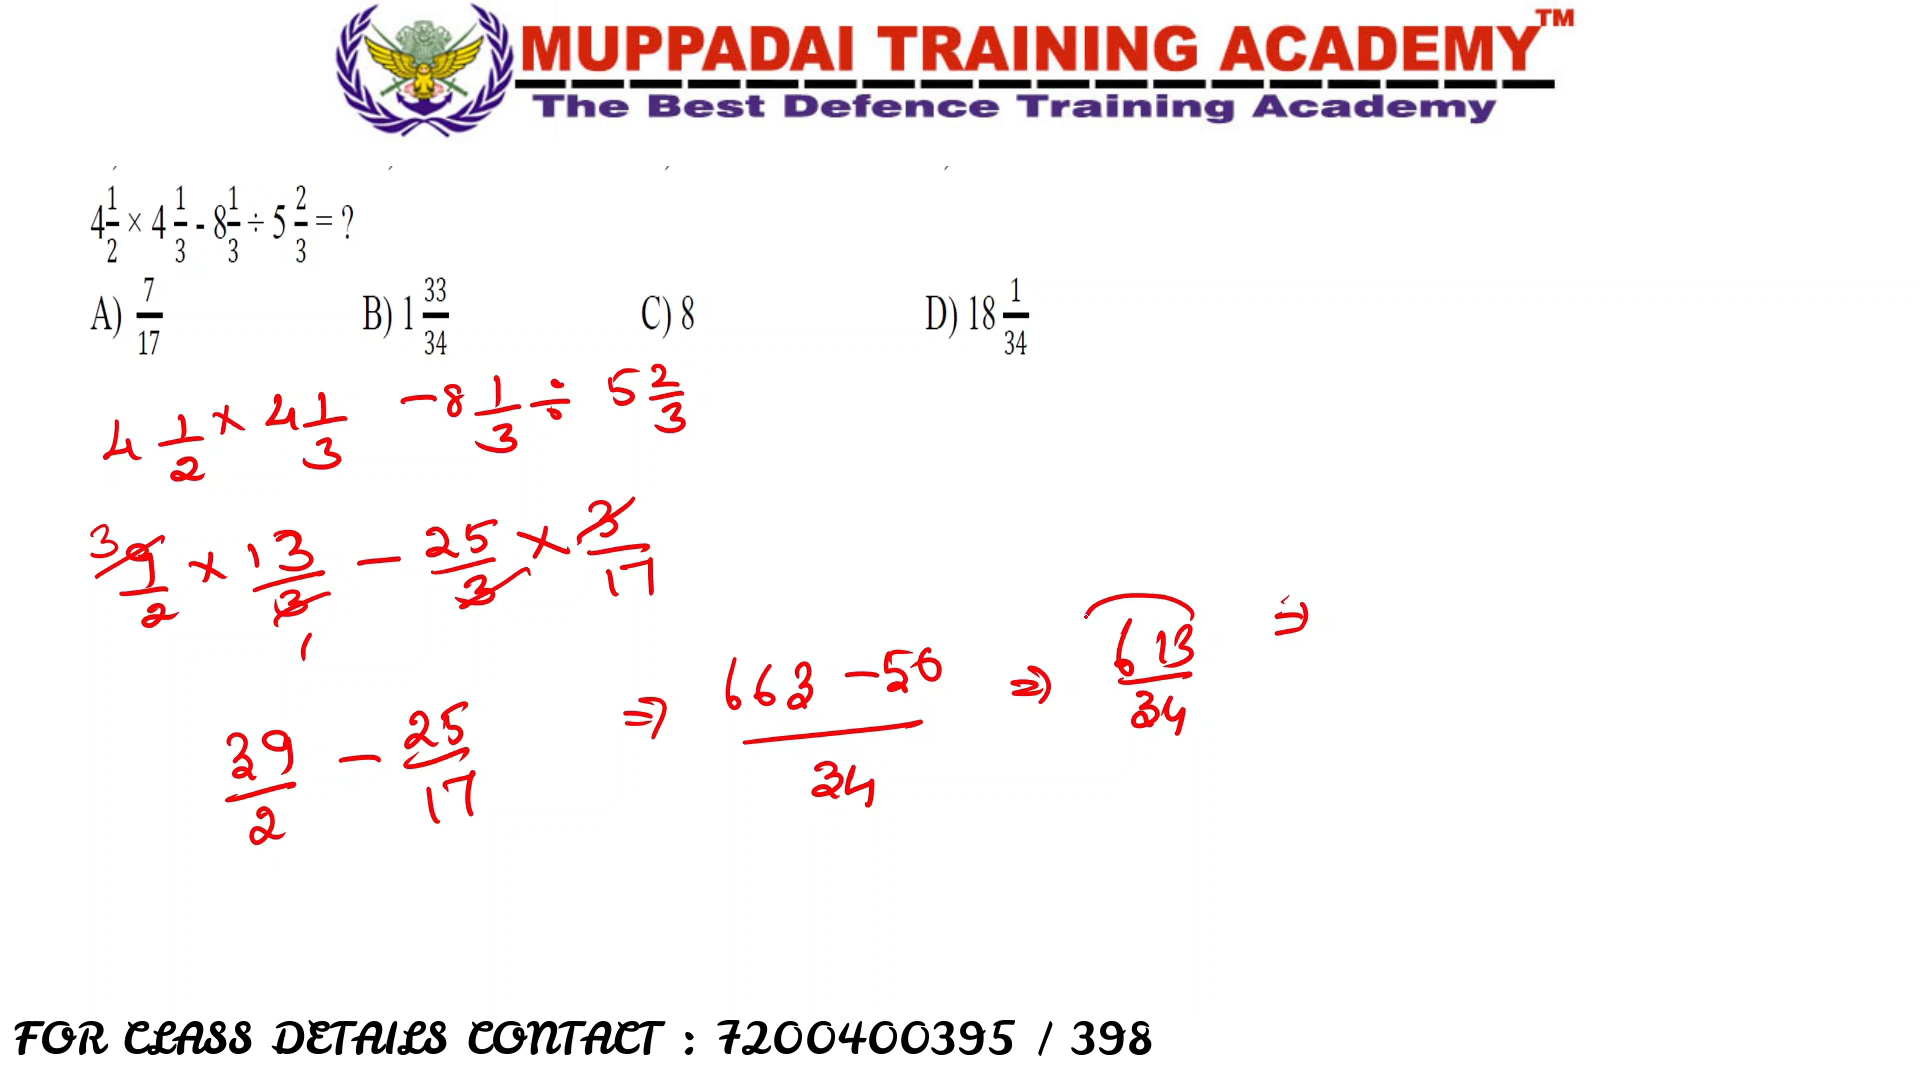 MUPPADAI TRAINING ACADEMY™
The Best Defence Training Academy
4 1/2 × 4 1/3 - 8 1/3 ÷ 5 2/3 = ?
A) 7/17 B) 1 33/34 C) 8 D) 18 1/34
4 1/2 × 4 1/3 - 8 1/3 ÷ 5 2/3
3 9/2 × 13/3 - 25/3 × 3/17
1
39/2 - 25/17 ⇒ 663 - 50/34 ⇒ 613/34 ⇒
FOR CLASS DETAILS CONTACT : 7200400395 / 398